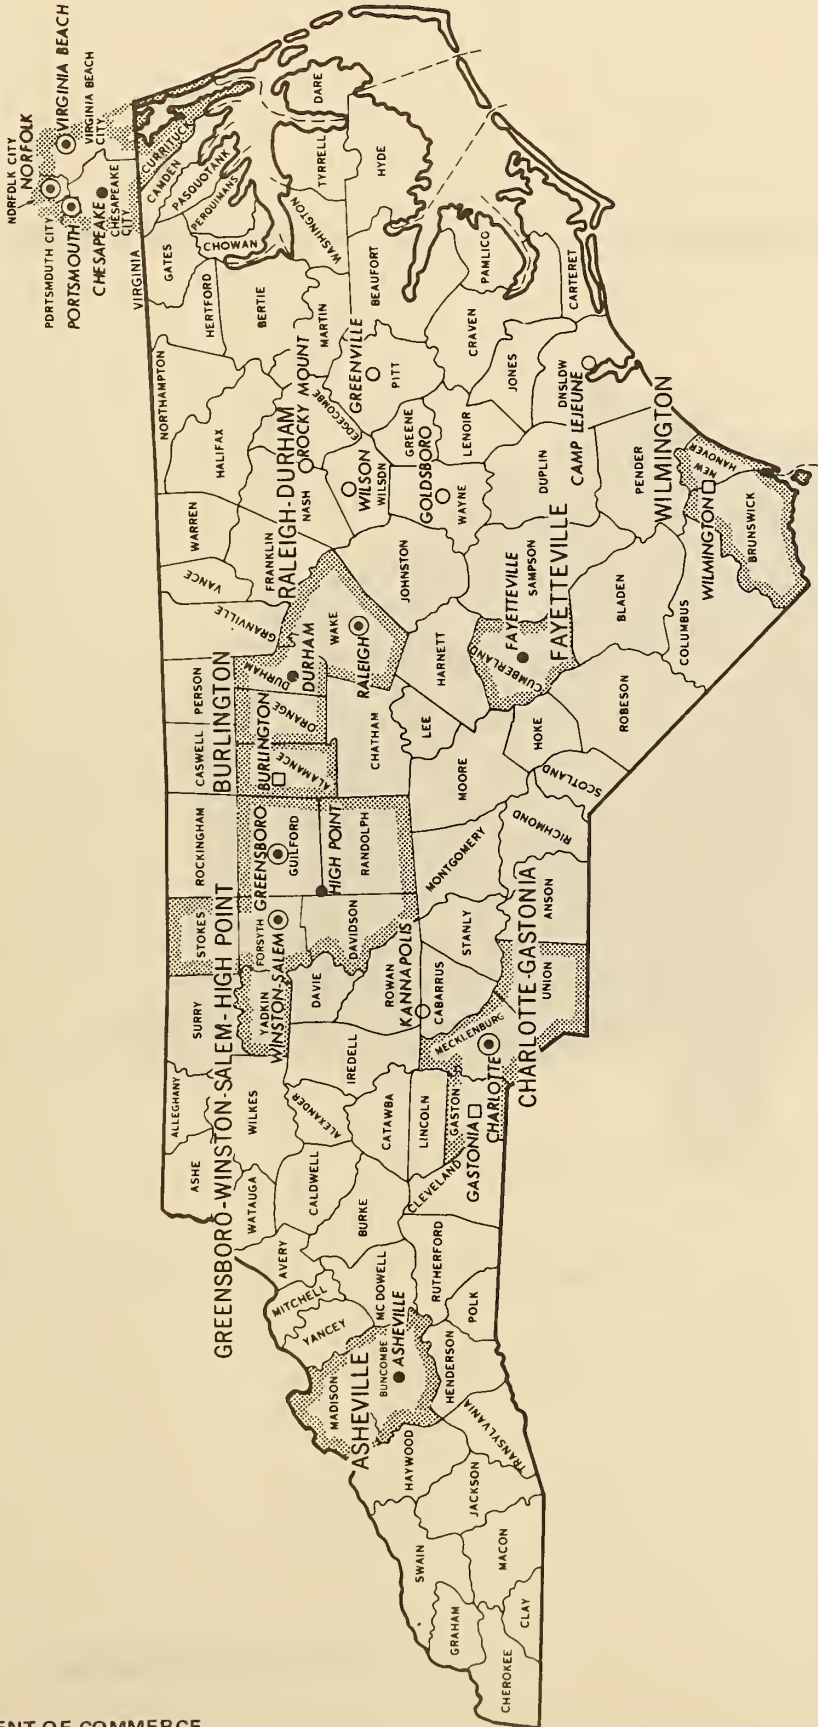 NDRFDLK CITY
NORFOLK
VIRGINIA BEACH
VIRGINIA BEACH
CITY
PDRTSMDUTH CITY
PORTSMOUTH
CHESAPEAKE
CHESAPEAKE
CITY
VIRGINIA
CURRITUCK
CAMDEN
PASQUOTANK
PERQUIMANS
CHOWAN
GATES
HERTFORD
BERTIE
NORTHAMPTON
HALIFAX
WARREN
VANCE
GRANVILLE
PERSON
CASWELL
ROCKINGHAM
STOKES
SURRY
ALLEGHANY
ASHE
DARE
TYRRELL
WASHINGTON
HYDE
MARTIN
BEAUFORT
PITT
GREENVILLE
EDGECOMBE
ROCKY MOUNT
NASH
RALEIGH-DURHAM
FRANKLIN
WAKE
RALEIGH
DURHAM
DURHAM
ORANGE
BURLINGTON
BURLINGTON
ALAMANCE
GREENSBORO
GUILFORD
HIGH POINT
RANDOLPH
GREENSBORO-WINSTON-SALEM-HIGH POINT
FORSYTH
WINSTON-SALEM
DAVIDSON
YADKIN
DAVIE
WILKES
WATAUGA
ALEXANDER
IREDELL
ROWAN
KANNAPOLIS
CABARRUS
STANLY
MONTGOMERY
MOORE
CHATHAM
LEE
HARNETT
JOHNSTON
WILSON
WILSDN
GREENE
GOLDSBORO
WAYNE
LENOIR
CRAVEN
PAMLICO
JONES
CARTERET
DNSLDW
CAMP LEJEUNE
DUPLIN
SAMPSON
FAYETTEVILLE
FAYETTEVILLE
CUMBERLAND
HOKE
SCOTLAND
ROBESON
BLADEN
PENDER
WILMINGTON
NEW
HANOVER
WILMINGTON
BRUNSWICK
COLUMBUS
RICHMOND
ANSON
UNION
CHARLOTTE-GASTONIA
MECKLENBURG
CHARLOTTE
GASTON
GASTONIA
LINCOLN
CATAWBA
CLEVELAND
CALDWELL
BURKE
AVERY
MITCHELL
YANCEY
MC DOWELL
RUTHERFORD
POLK
HENDERSON
MADISON
BUNCOMBE
ASHEVILLE
ASHEVILLE
HAYWOOD
TRANSYLVANIA
JACKSON
SWAIN
MACON
GRAHAM
CLAY
CHEROKEE
ENT OF COMMERCE